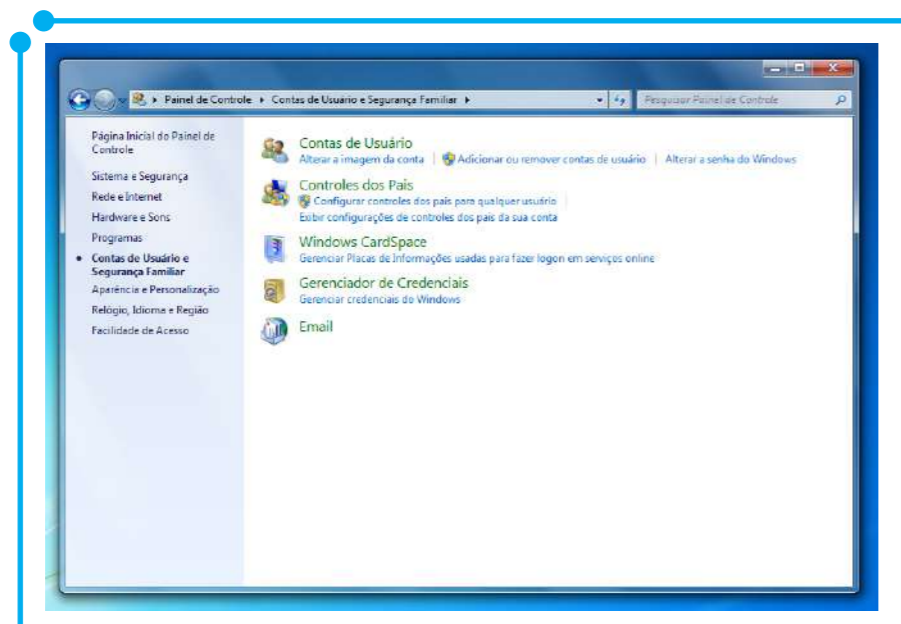 Painel de Controle Contas de Usuário e Segurança Familiar Pesquisar Painel de Controle
Página Inicial do Painel de
Controle
Sistema e Segurança
Rede e Internet
Hardware e Sons
Programas
Contas de Usuário e
Segurança Familiar
Aparência e Personalização
Relógio, Idioma e Região
Facilidade de Acesso
Contas de Usuário
Alterar a imagem da conta Adicionar ou remover contas de usuário Alterar a senha do Windows
Controles dos Pais
Configurar controles dos pais para qualquer usuário
Exibir configurações de controles dos pais da sua conta
Windows CardSpace
Gerenciar Placas de Informações usadas para fazer logon em serviços online
Gerenciador de Credenciais
Gerenciar credenciais do Windows
Email